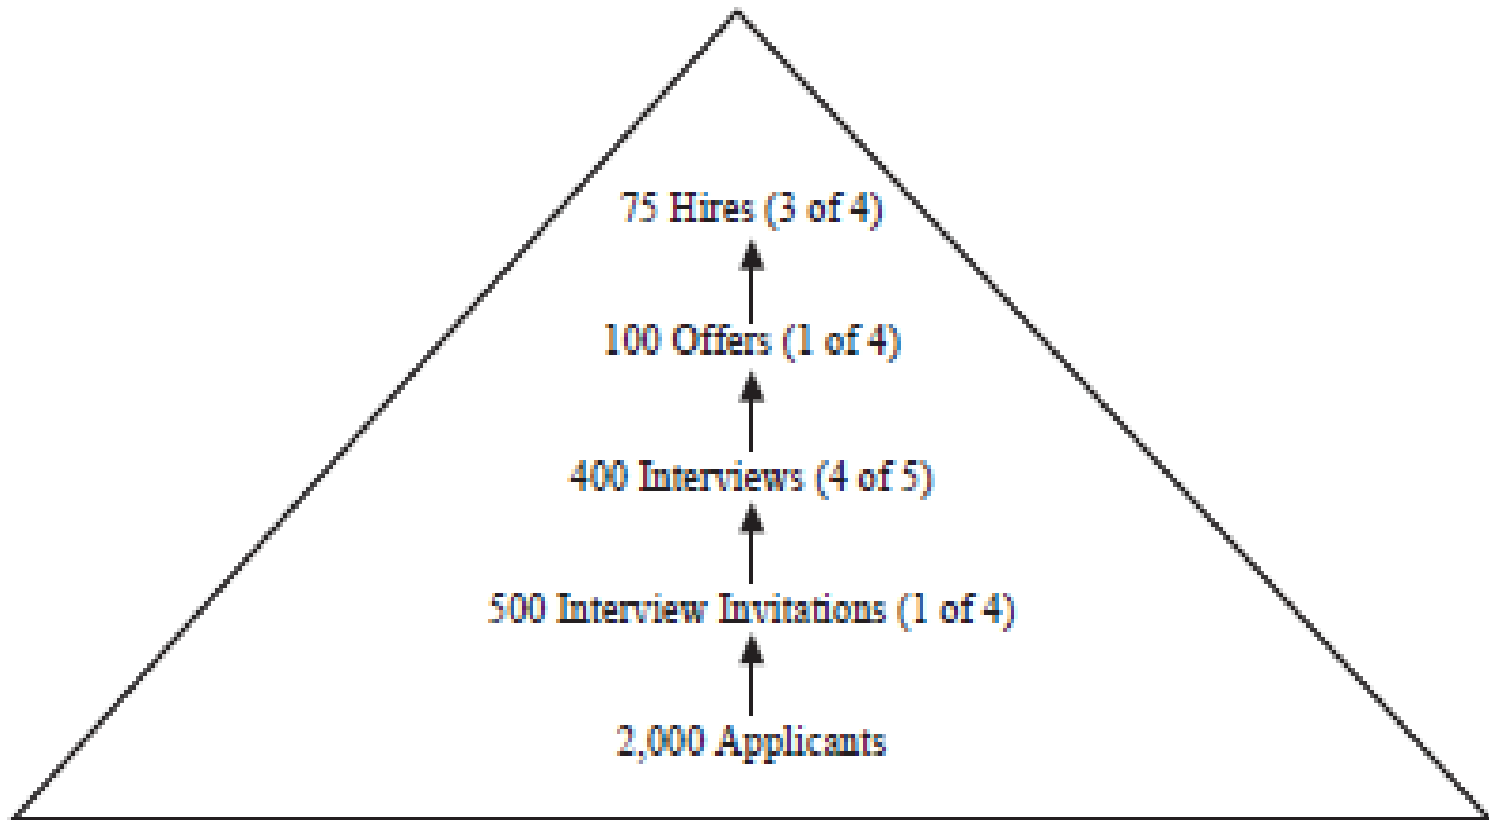 75 Hires (3 of 4)
100 Offers (1 of 4)
400 Interviews (4 of 5)
500 Interview Invitations (1 of 4)
2,000 Applicants